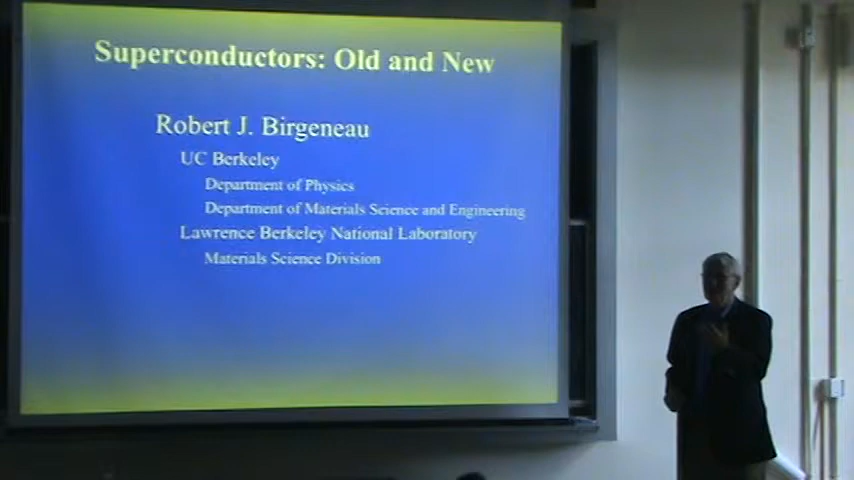 Superconductors: Old and New
Robert J. Birgeneau
UC Berkeley
Department of Physics
Department of Materials Science and Engineering
Lawrence Berkeley National Laboratory
Materials Science Division